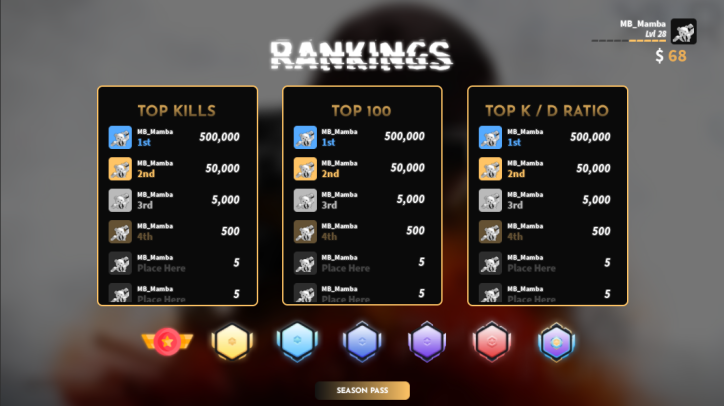 MB_Mamba
Lvl 28
$ 68
RANKINGS
TOP KILLS
MB_Mamba
1st
500,000
MB_Mamba
2nd
50,000
MB_Mamba
3rd
5,000
MB_Mamba
4th
500
MB_Mamba
Place Here
5
MB_Mamba
Place Here
5
TOP 100
MB_Mamba
1st
500,000
MB_Mamba
2nd
50,000
MB_Mamba
3rd
5,000
MB_Mamba
4th
500
MB_Mamba
Place Here
5
MB_Mamba
Place Here
5
TOP K / D RATIO
MB_Mamba
1st
500,000
MB_Mamba
2nd
50,000
MB_Mamba
3rd
5,000
MB_Mamba
4th
500
MB_Mamba
Place Here
5
MB_Mamba
Place Here
5
SEASON PASS